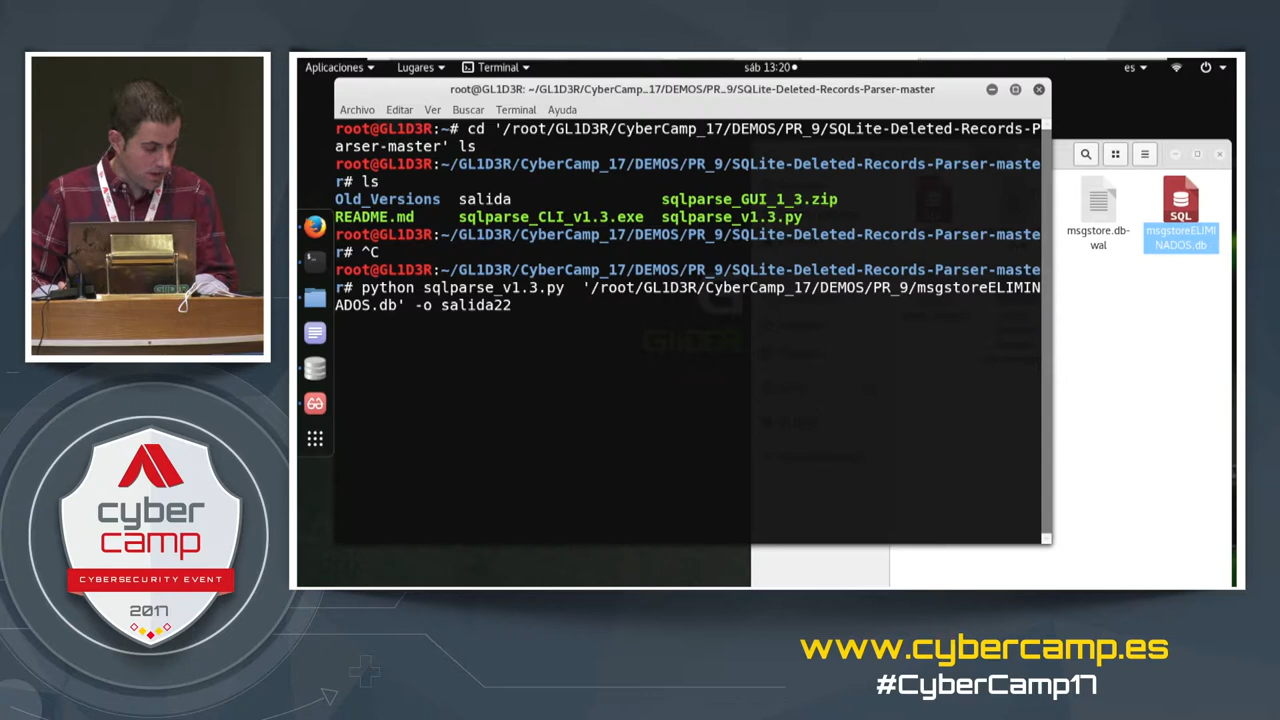 Aplicaciones Lugares Terminal sáb 13:20 es
root@GL1D3R: ~/GL1D3R/CyberCamp_17/DEMOS/PR_9/SQLite-Deleted-Records-Parser-master
Archivo Editar Ver Buscar Terminal Ayuda
root@GL1D3R:~# cd '/root/GL1D3R/CyberCamp_17/DEMOS/PR_9/SQLite-Deleted-Records-P
arser-master' ls
root@GL1D3R:~/GL1D3R/CyberCamp_17/DEMOS/PR_9/SQLite-Deleted-Records-Parser-maste
r# ls
Old_Versions salida sqlparse_GUI_1_3.zip
README.md sqlparse_CLI_v1.3.exe sqlparse_v1.3.py
root@GL1D3R:~/GL1D3R/CyberCamp_17/DEMOS/PR_9/SQLite-Deleted-Records-Parser-maste
r# ^C
root@GL1D3R:~/GL1D3R/CyberCamp_17/DEMOS/PR_9/SQLite-Deleted-Records-Parser-maste
r# python sqlparse_v1.3.py '/root/GL1D3R/CyberCamp_17/DEMOS/PR_9/msgstoreELIMIN
ADOS.db' -o salida22
msgstore.db-
wal
SQL
msgstoreELIMI
NADOS.db
cyber
camp
CYBERSECURITY EVENT
2017
www.cybercamp.es
#CyberCamp17